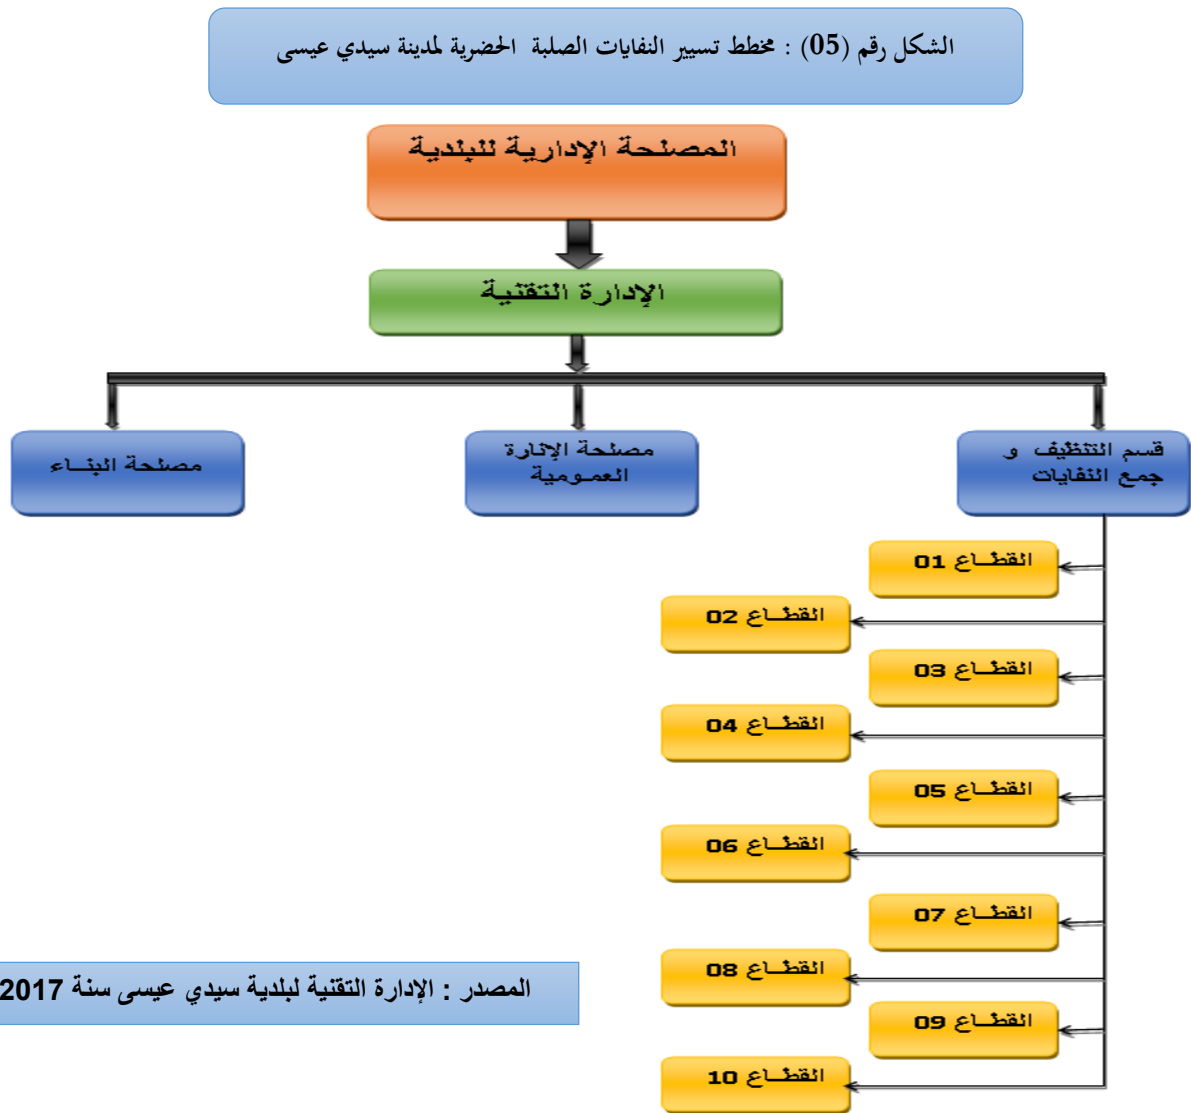 الشكل رقم (05) : مخطط تسيير النفايات الصلبة الحضرية لمدينة سيدي عيسى
المصلحة الإدارية للبلدية
الإدارة التقنية
قسم التنظيف و
جمع النفايات
مصلحة الإنارة
العمومية
مصلحة البناء
القطاع 01
القطاع 02
القطاع 03
القطاع 04
القطاع 05
القطاع 06
القطاع 07
القطاع 08
القطاع 09
القطاع 10
المصدر : الإدارة التقنية لبلدية سيدي عيسى سنة 2017